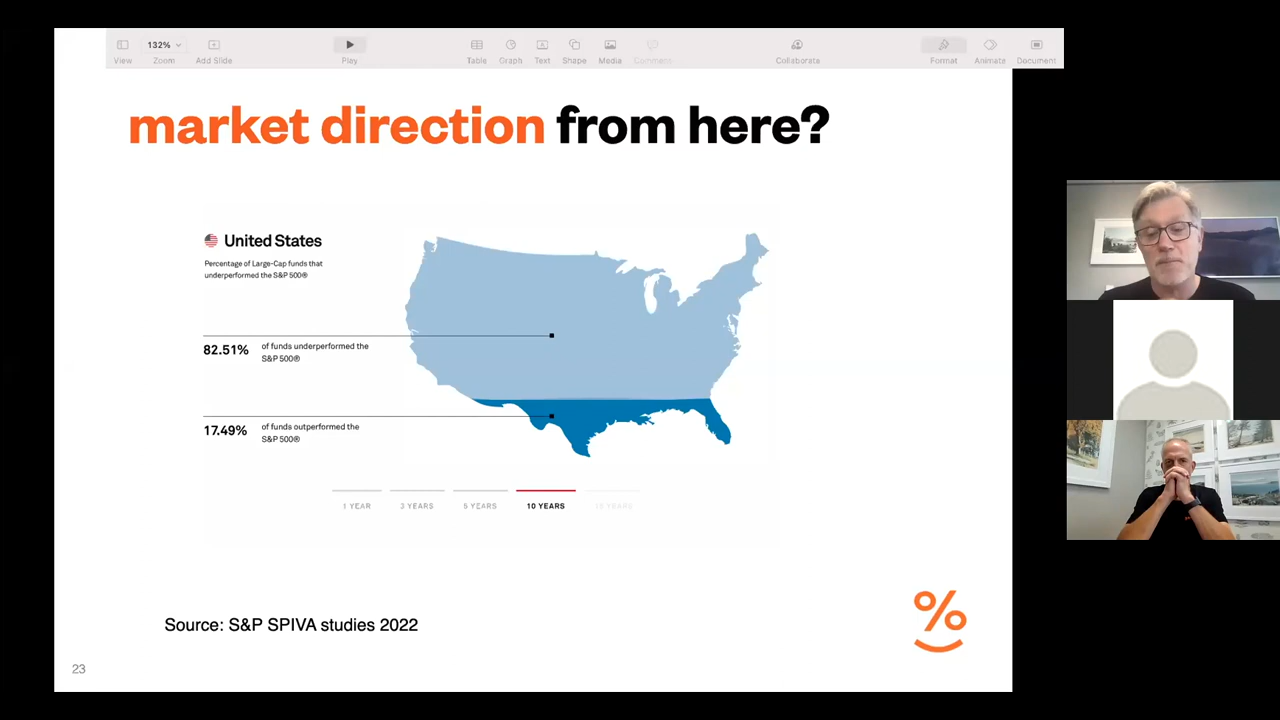 132%
View
Zoom
Add Slide
Play
Table
Graph
Text
Shape
Media
Comment
Collaborate
Format
Animate
Document
market direction from here?
United States
Percentage of Large-Cap funds that
underperformed the S&P 500®
82.51%
of funds underperformed the
S&P 500®
17.49%
of funds outperformed the
S&P 500®
1 YEAR
3 YEARS
5 YEARS
10 YEARS
Source: S&P SPIVA studies 2022
%
23